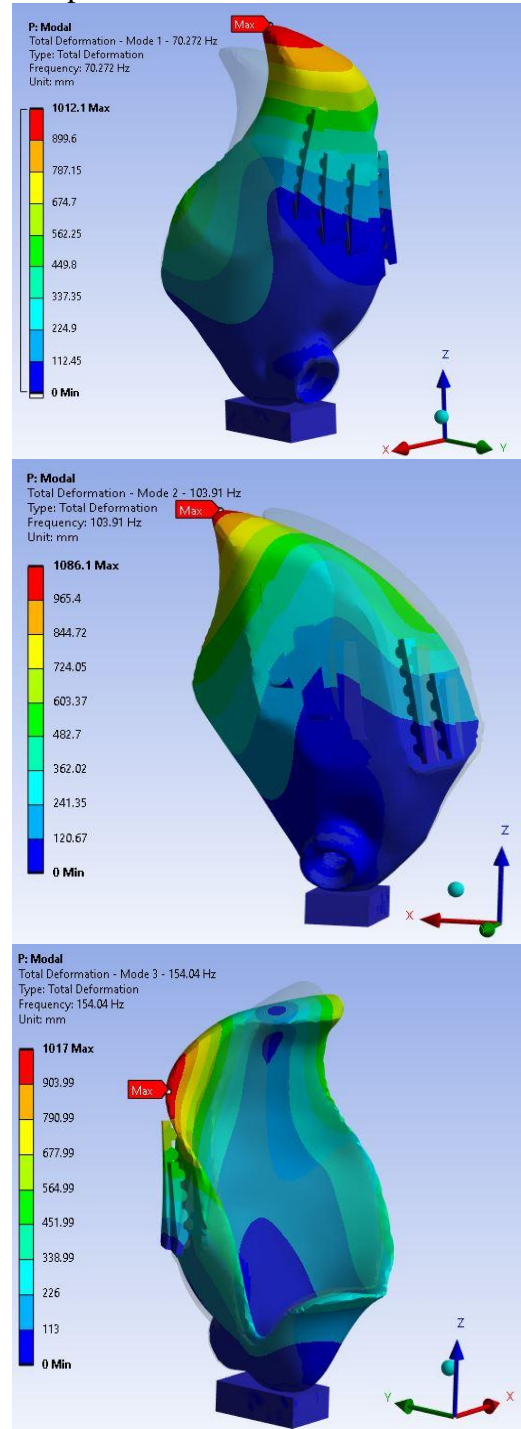 P: Modal
Total Deformation - Mode 1 - 70.272 Hz
Type: Total Deformation
Frequency: 70.272 Hz
Unit: mm
Max
1012.1 Max
899.6
787.15
674.7
562.25
449.8
337.35
224.9
112.45
0 Min
Z
X
Y
P: Modal
Total Deformation - Mode 2 - 103.91 Hz
Type: Total Deformation
Frequency: 103.91 Hz
Unit: mm
Max
1086.1 Max
965.4
844.72
724.05
603.37
482.7
362.02
241.35
120.67
0 Min
Z
X
P: Modal
Total Deformation - Mode 3 - 154.04 Hz
Type: Total Deformation
Frequency: 154.04 Hz
Unit: mm
1017 Max
Max
903.99
790.99
677.99
564.99
451.99
338.99
226
113
0 Min
Z
Y
X